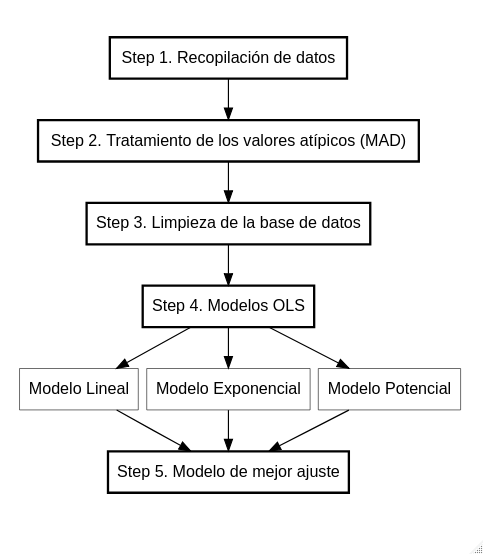 Step 1. Recopilación de datos
Step 2. Tratamiento de los valores atípicos (MAD)
Step 3. Limpieza de la base de datos
Step 4. Modelos OLS
Modelo Lineal
Modelo Exponencial
Modelo Potencial
Step 5. Modelo de mejor ajuste